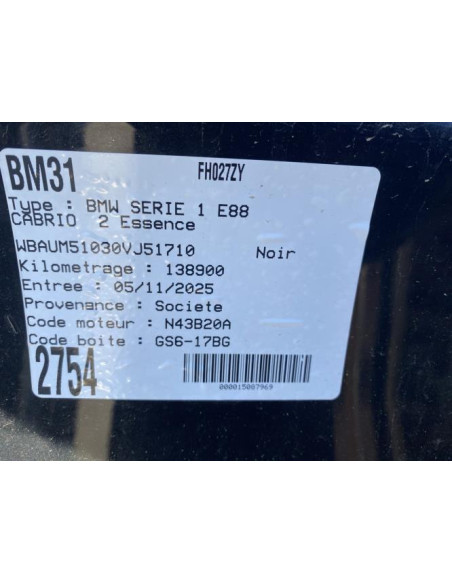 BM31 FH027ZY
Type : BMW SERIE 1 E88
CABRIO 2 Essence
WBAUM51030VJ51710 Noir
Kilometrage : 138900
Entree : 05/11/2025
Provenance : Societe
Code moteur : N43B20A
Code boite : GS6-17BG
2754
000015087969